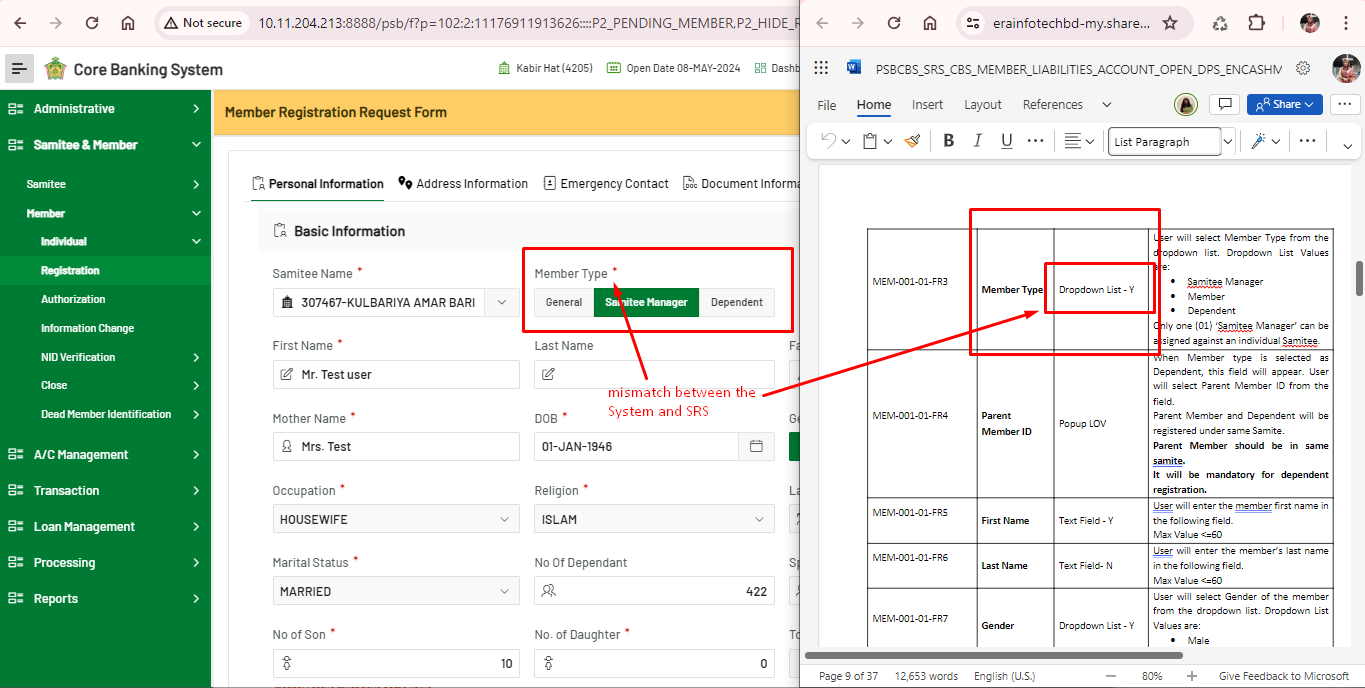 Not secure
10.11.204.213:8888/psb/f?p=102:2:11176911913626::::P2_PENDING_MEMBER,P2_HIDE_R
Core Banking System
Kabir Hat (4205)
Open Date 08-MAY-2024
Dashb
Administrative
Samitee & Member
Samitee
Member
Individual
Registration
Authorization
Information Change
NID Verification
Close
Dead Member Identification
A/C Management
Transaction
Loan Management
Processing
Reports
Member Registration Request Form
Personal Information
Address Information
Emergency Contact
Document Informa
Basic Information
Samitee Name *
307467-KULBARIYA AMAR BARI
Member Type *
General
Samitee Manager
Dependent
First Name *
Mr. Test user
Last Name
Fa
mismatch between the
System and SRS
Mother Name *
Mrs. Test
DOB *
01-JAN-1946
Ge
Occupation *
HOUSEWIFE
Religion *
ISLAM
La
Marital Status *
MARRIED
No Of Dependant
422
Sp
No of Son *
10
No. of Daughter *
0
To
erainfotechbd-my.share...
PSBCBS_SRS_CBS_MEMBER_LIABILITIES_ACCOUNT_OPEN_DPS_ENCASHM
File
Home
Insert
Layout
References
Share
B
I
U
List Paragraph
MEM-001-01-FR3
Member Type
Dropdown List - Y
User will select Member Type from the
dropdown list. Dropdown List Values
are:
• Samitee Manager
• Member
• Dependent
Only one (01) ‘Samitee Manager’ can be
assigned against an individual Samitee.
MEM-001-01-FR4
Parent
Member ID
Popup LOV
When Member type is selected as
Dependent, this field will appear. User
will select Parent Member ID from the
field.
Parent Member and Dependent will be
registered under same Samite.
Parent Member should be in same
samite.
It will be mandatory for dependent
registration.
MEM-001-01-FR5
First Name
Text Field - Y
User will enter the member first name in
the following field.
Max Value <=60
MEM-001-01-FR6
Last Name
Text Field- N
User will enter the member's last name
in the following field.
Max Value <=60
MEM-001-01-FR7
Gender
Dropdown List - Y
User will select Gender of the member
from the dropdown list. Dropdown List
Values are:
• Male
Page 9 of 37
12,653 words
English (U.S.)
80%
Give Feedback to Microsoft